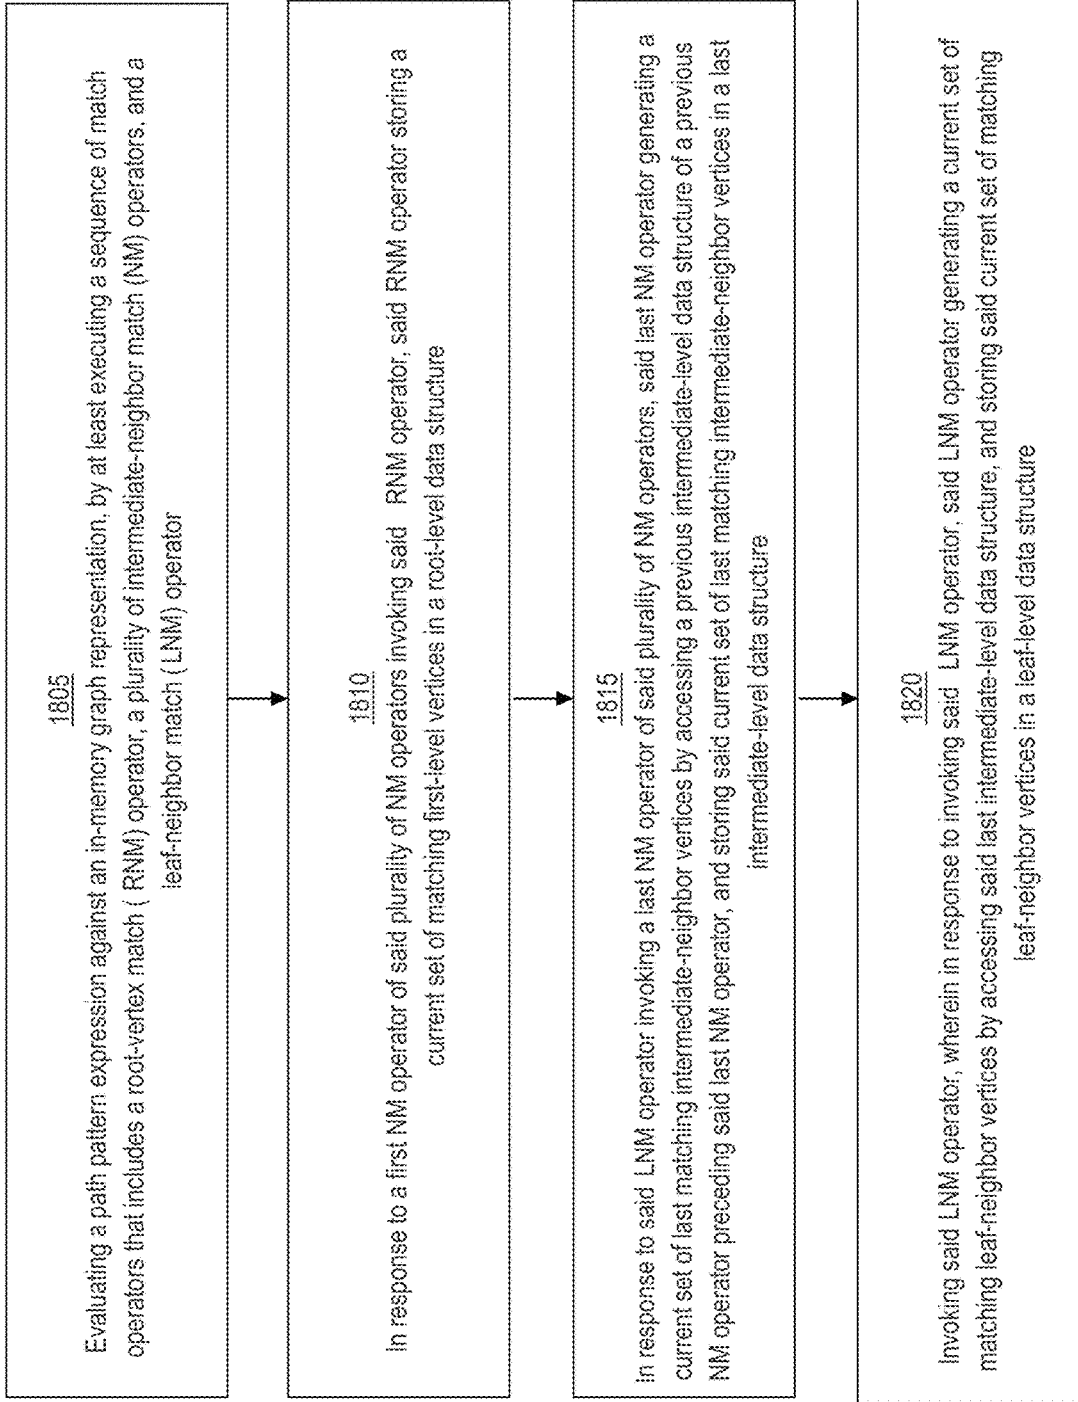 1805
Evaluating a path pattern expression against an in-memory graph representation, by at least executing a sequence of match
operators that includes a root-vertex match ( RNM) operator, a plurality of intermediate-neighbor match (NM) operators, and a
leaf-neighbor match ( LNM) operator
1810
In response to a first NM operator of said plurality of NM operators invoking said RNM operator, said RNM operator storing a
current set of matching first-level vertices in a root-level data structure
1815
In response to said LNM operator invoking a last NM operator of said plurality of NM operators, said last NM operator generating a
current set of last matching intermediate-neighbor vertices by accessing a previous intermediate-level data structure of a previous
NM operator preceding said last NM operator, and storing said current set of last matching intermediate-neighbor vertices in a last
intermediate-level data structure
1820
Invoking said LNM operator, wherein in response to invoking said LNM operator, said LNM operator generating a current set of
matching leaf-neighbor vertices by accessing said last intermediate-level data structure, and storing said current set of matching
leaf-neighbor vertices in a leaf-level data structure